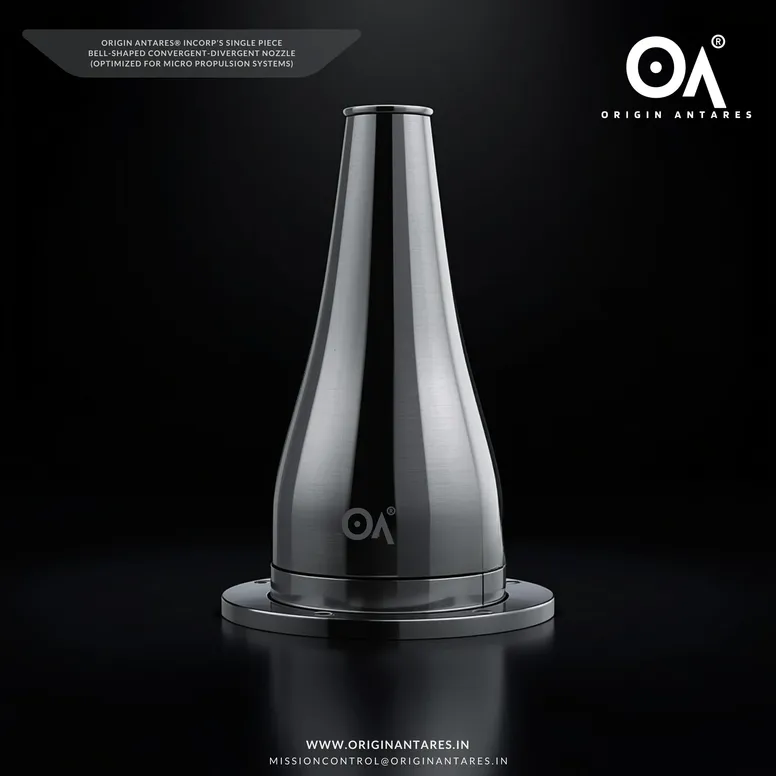 ORIGIN ANTARES® INCORP'S SINGLE PIECE
BELL-SHAPED CONVERGENT-DIVERGENT NOZZLE
(OPTIMIZED FOR MICRO PROPULSION SYSTEMS)
OA®
ORIGIN ANTARES
OA®
WWW.ORIGINANTARES.IN
MISSIONCONTROL@ORIGINANTARES.IN